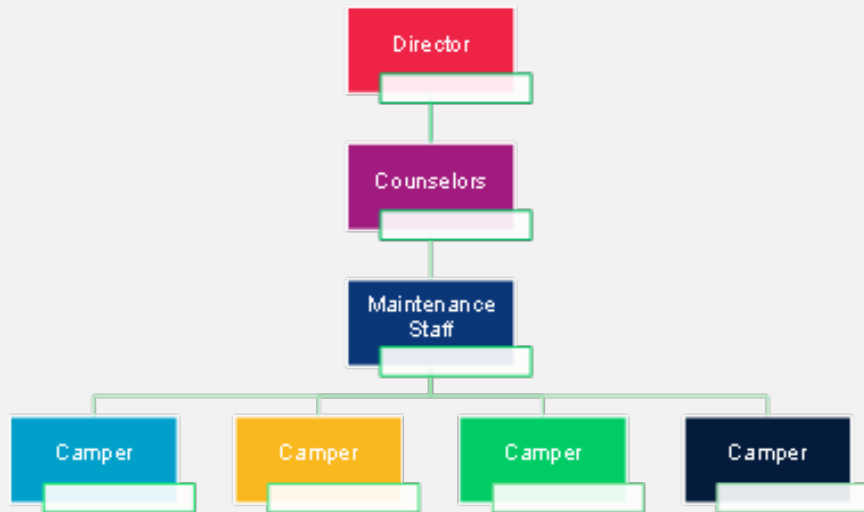 Director
Counselors
Maintenance
Staff
Camper
Camper
Camper
Camper